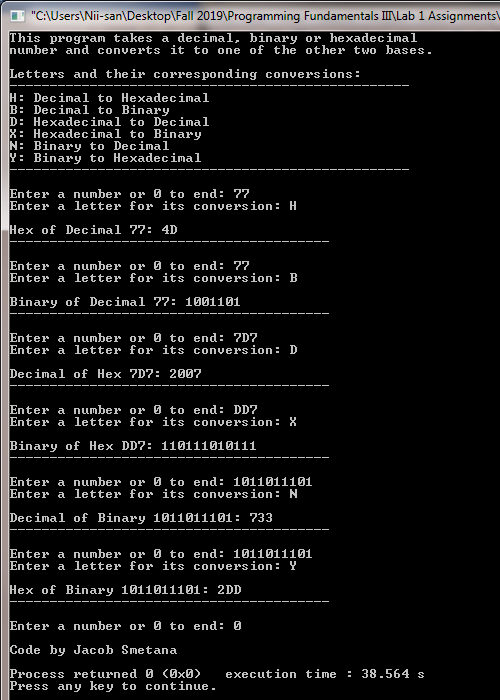 "C:\Users\Nii-san\Desktop\Fall 2019\Programming Fundamentals III\Lab 1 Assignments\
This program takes a decimal, binary or hexadecimal
number and converts it to one of the other two bases.
Letters and their corresponding conversions:
--------------------------------------------------
H: Decimal to Hexadecimal
B: Decimal to Binary
D: Hexadecimal to Decimal
X: Hexadecimal to Binary
N: Binary to Decimal
Y: Binary to Hexadecimal
--------------------------------------------------
Enter a number or 0 to end: 77
Enter a letter for its conversion: H
Hex of Decimal 77: 4D
----------------------------------------
Enter a number or 0 to end: 77
Enter a letter for its conversion: B
Binary of Decimal 77: 1001101
----------------------------------------
Enter a number or 0 to end: 7D7
Enter a letter for its conversion: D
Decimal of Hex 7D7: 2007
----------------------------------------
Enter a number or 0 to end: DD7
Enter a letter for its conversion: X
Binary of Hex DD7: 110111010111
----------------------------------------
Enter a number or 0 to end: 1011011101
Enter a letter for its conversion: N
Decimal of Binary 1011011101: 733
----------------------------------------
Enter a number or 0 to end: 1011011101
Enter a letter for its conversion: Y
Hex of Binary 1011011101: 2DD
----------------------------------------
Enter a number or 0 to end: 0
Code by Jacob Smetana
Process returned 0 (0x0)   execution time : 38.564 s
Press any key to continue.